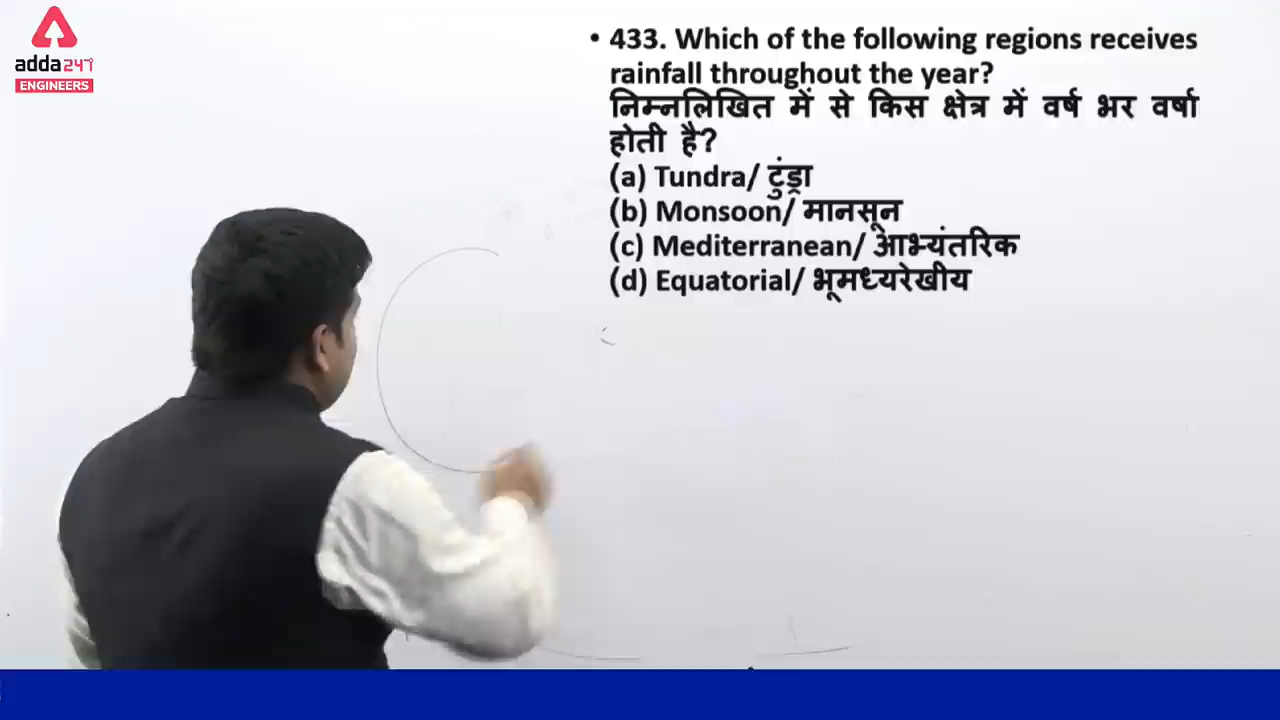 adda247
ENGINEERS
• 433. Which of the following regions receives
rainfall throughout the year?
निम्नलिखित में से किस क्षेत्र में वर्ष भर वर्षा
होती है?
(a) Tundra/ टुंड्रा
(b) Monsoon/ मानसून
(c) Mediterranean/ आभ्यंतरिक
(d) Equatorial/ भूमध्यरेखीय